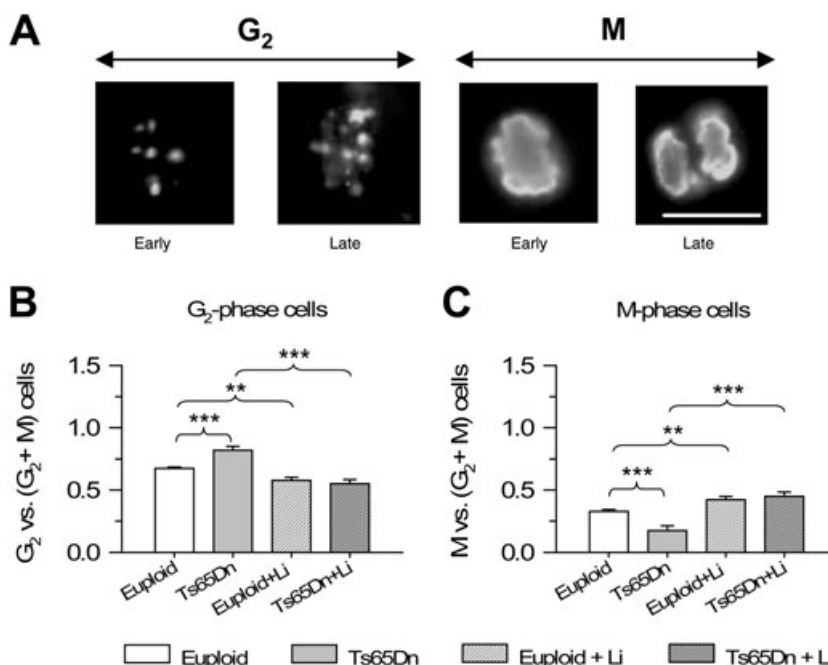 A
G2
M
Early
Late
Early
Late
B
G2-phase cells
G2 vs. (G2+ M) cells
1.5
1.0
0.5
0.0
***
**
***
Euploid
Ts65Dn
Euploid+Li
Ts65Dn+Li
C
M-phase cells
M vs. (G2+ M) cells
1.5
1.0
0.5
0.0
***
**
***
Euploid
Ts65Dn
Euploid+Li
Ts65Dn+Li
Euploid
Ts65Dn
Euploid + Li
Ts65Dn + L